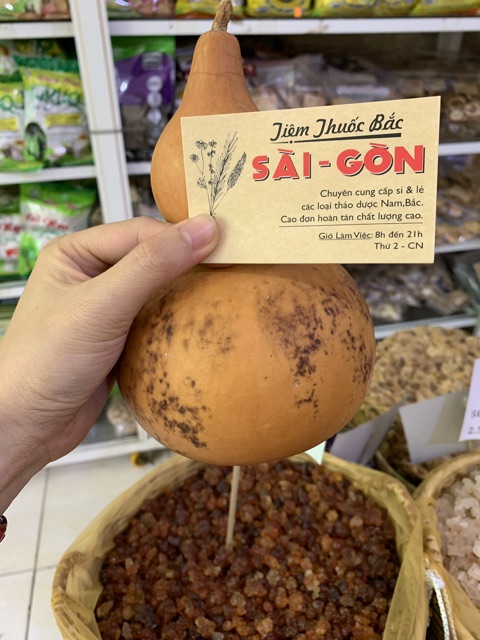 Tiệm Thuốc Bắc
SÀI-GÒN
Chuyên cung cấp sỉ & lẻ
các loại thảo dược Nam,Bắc.
Cao đơn hoàn tán chất lượng cao.
Giờ Làm Việc: 8h đến 21h
Thứ 2 - CN